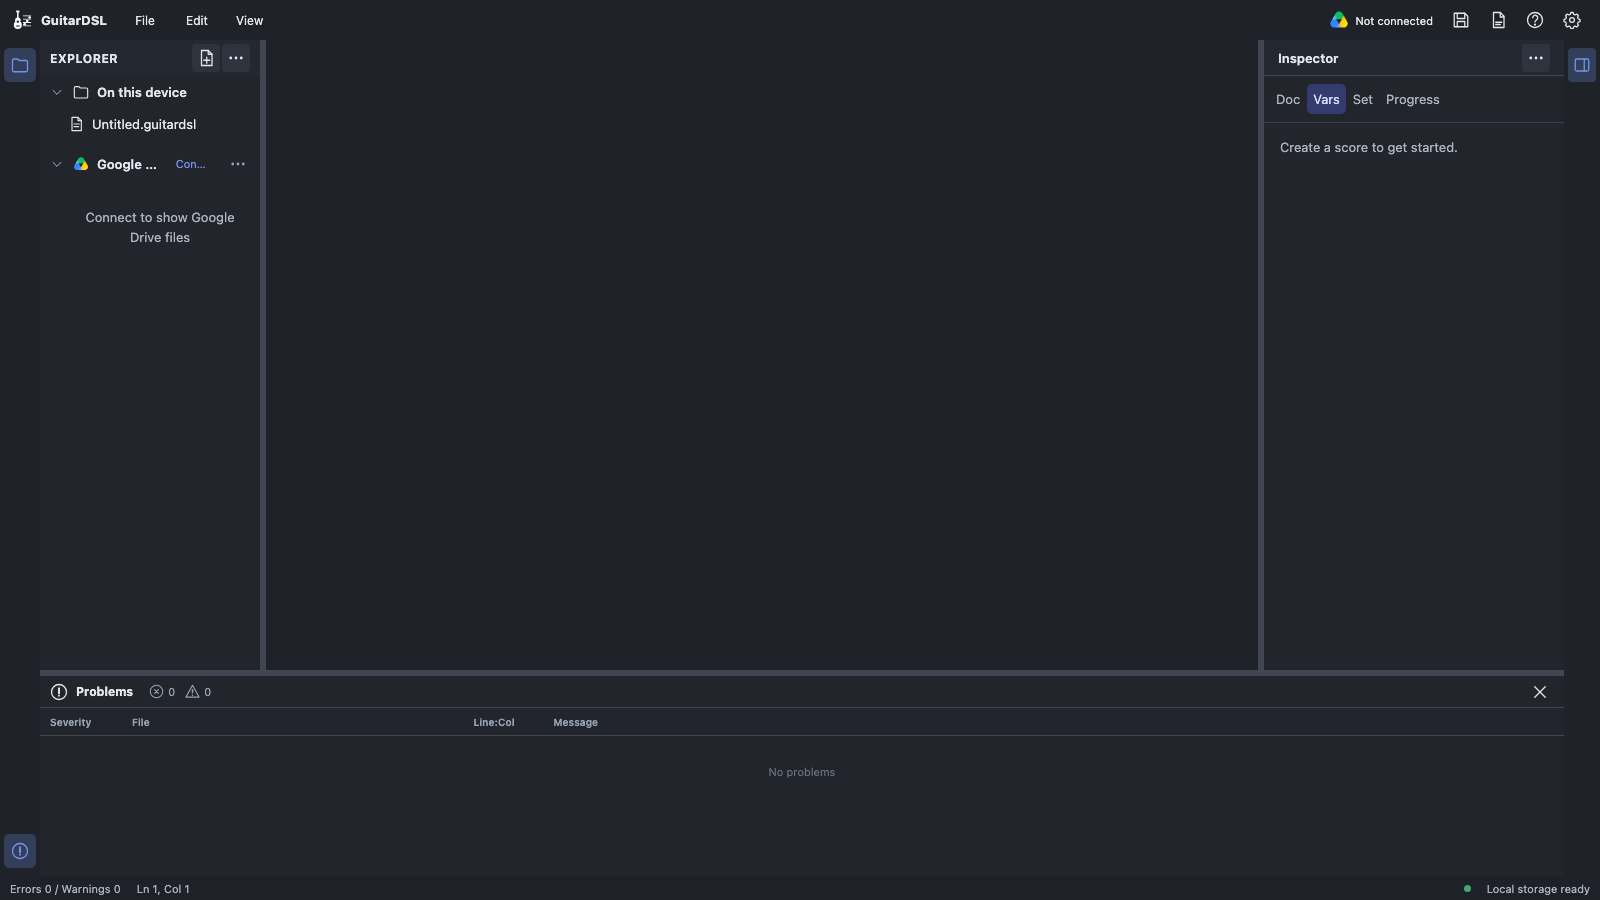 GuitarDSL File Edit View Not connected
EXPLORER
On this device
Untitled.guitardsl
Google ... Con... 
Connect to show Google
Drive files
Inspector
Doc Vars Set Progress
Create a score to get started.
Problems 0 0
Severity File Line:Col Message
No problems
Errors 0 / Warnings 0 Ln 1, Col 1 Local storage ready